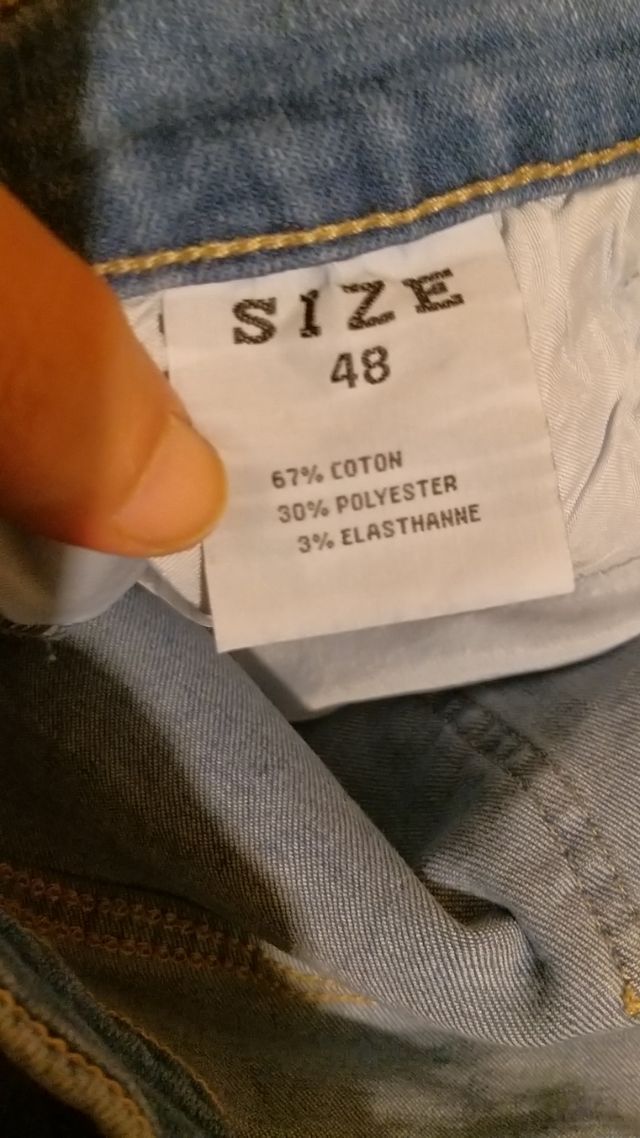 SIZE
48
67% COTON
30% POLYESTER
3% ELASTHANNE